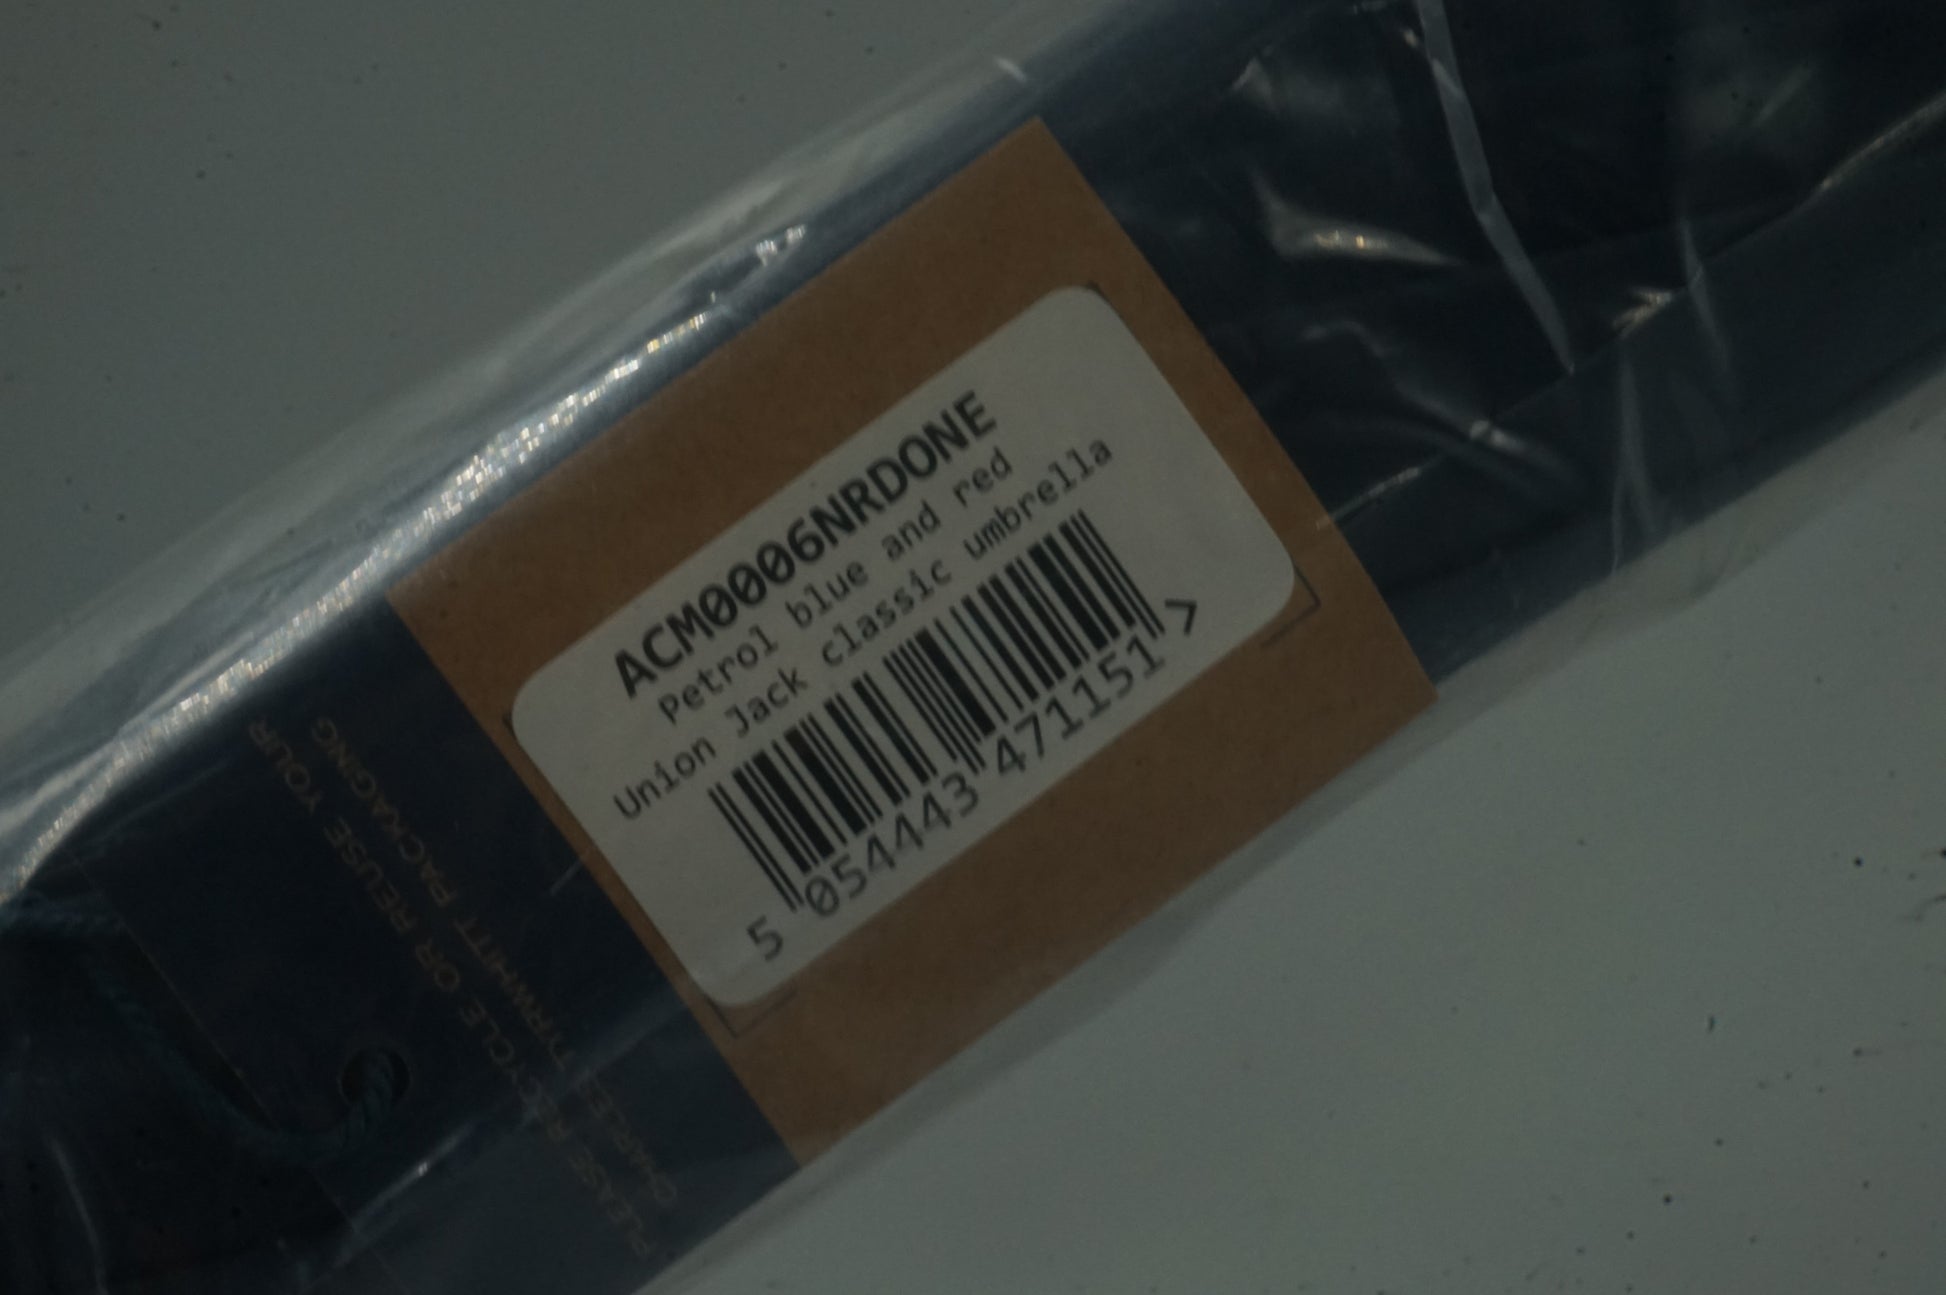 ACM0006NRDONE
Petrol blue and red
Union Jack classic umbrella
5 054443 471151 >
PLEASE RECYCLE OR REUSE YOUR
CHARLES TYRWHITT PACKAGING